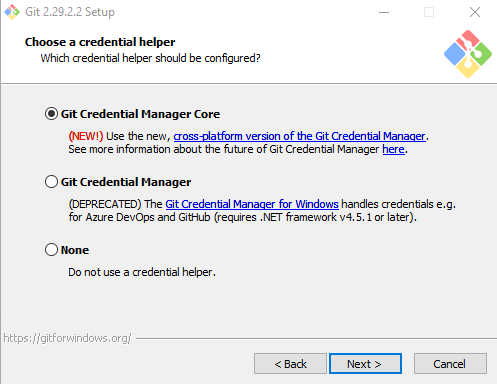 Git 2.29.2.2 Setup
Choose a credential helper
Which credential helper should be configured?
Git Credential Manager Core
(NEW!) Use the new, cross-platform version of the Git Credential Manager.
See more information about the future of Git Credential Manager here.
Git Credential Manager
(DEPRECATED) The Git Credential Manager for Windows handles credentials e.g.
for Azure DevOps and GitHub (requires .NET framework v4.5.1 or later).
None
Do not use a credential helper.
https://gitforwindows.org/
< Back
Next >
Cancel